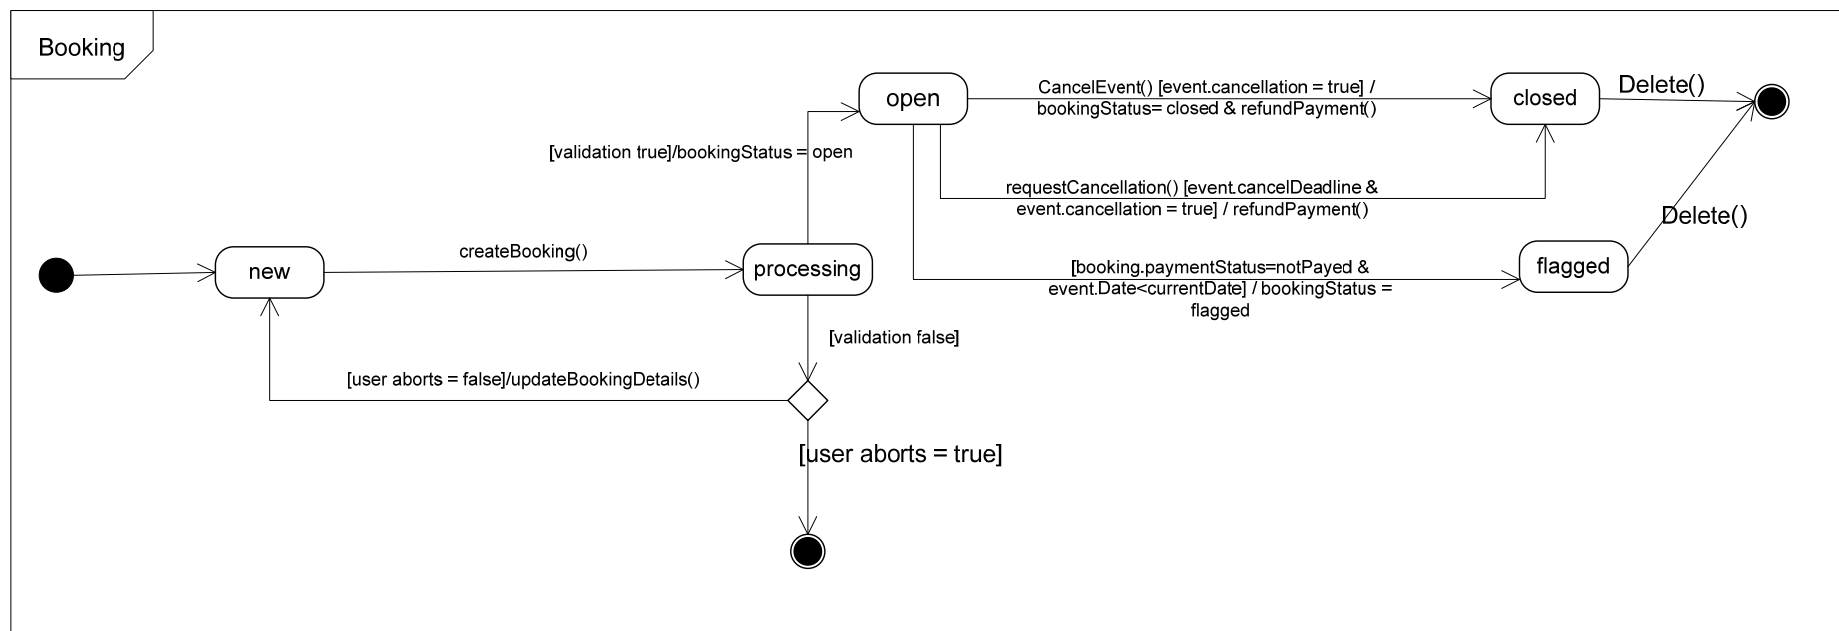 Booking
open
CancelEvent() [event.cancellation = true] /
bookingStatus= closed & refundPayment()
closed
Delete()
[validation true]/bookingStatus = open
requestCancellation() [event.cancelDeadline &
event.cancellation = true] / refundPayment()
Delete()
new
createBooking()
processing
[booking.paymentStatus=notPayed &
event.Date<currentDate] / bookingStatus =
flagged
flagged
[validation false]
[user aborts = false]/updateBookingDetails()
[user aborts = true]